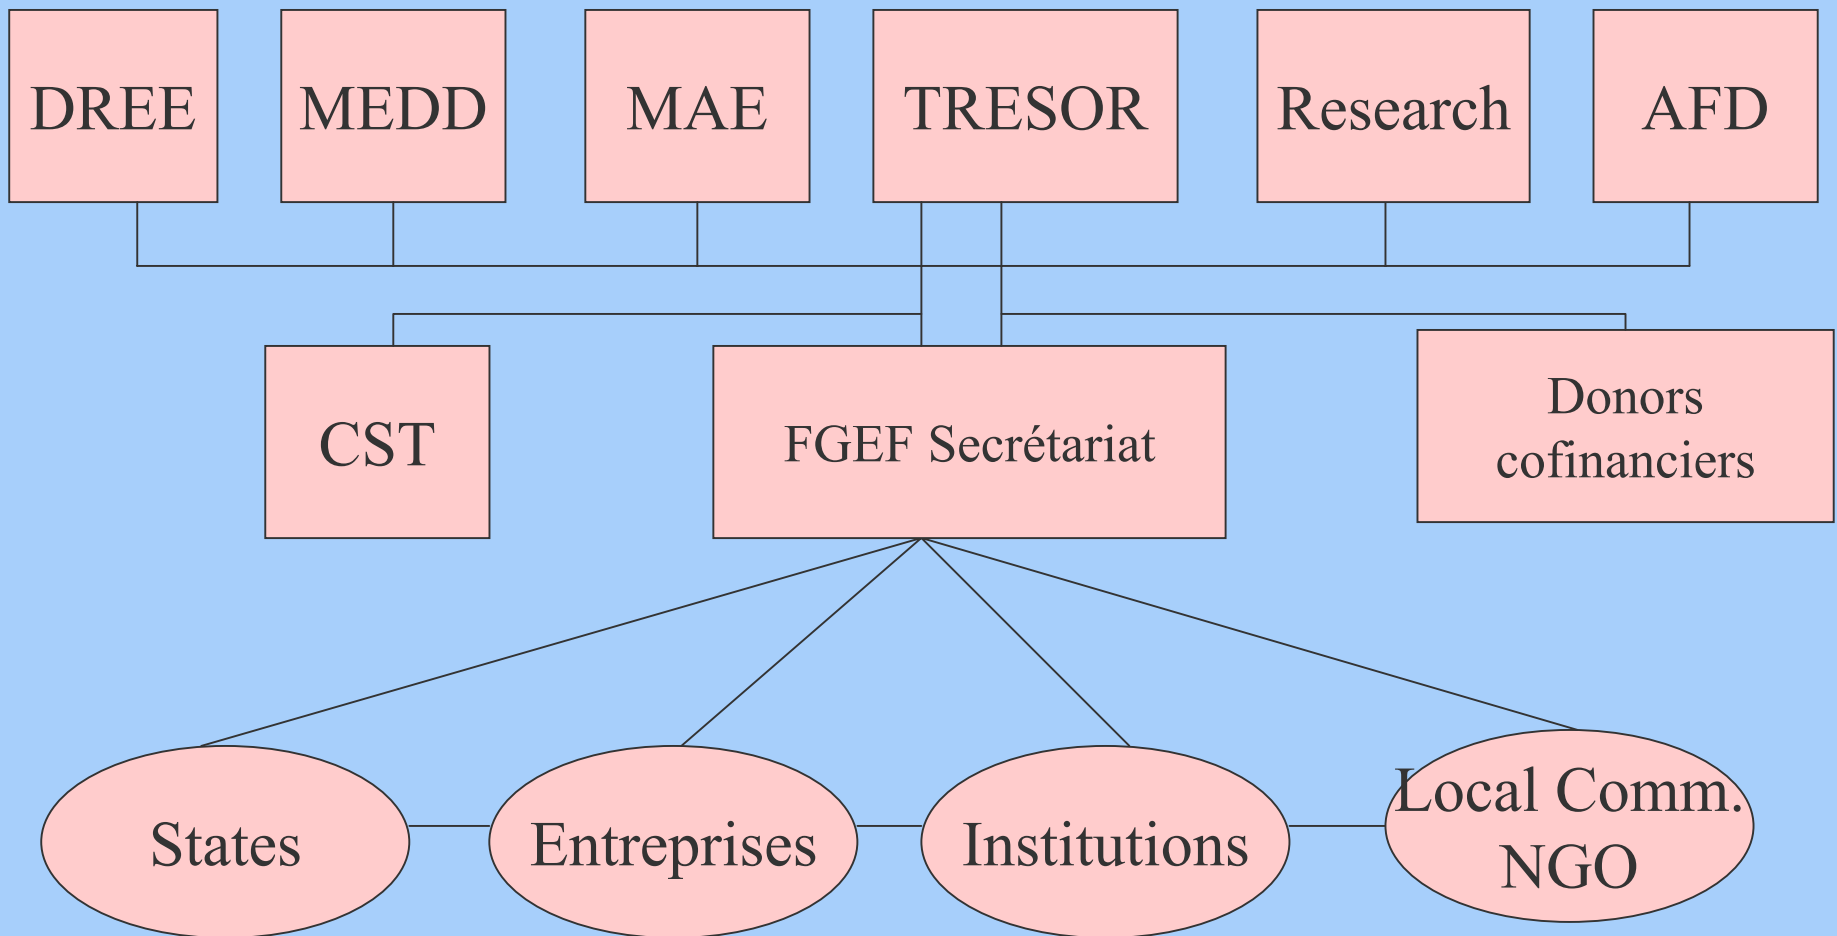 DREE
MEDD
MAE
TRESOR
Research
AFD
CST
FGEF Secrétariat
Donors
cofinanciers
States
Entreprises
Institutions
Local Comm.
NGO